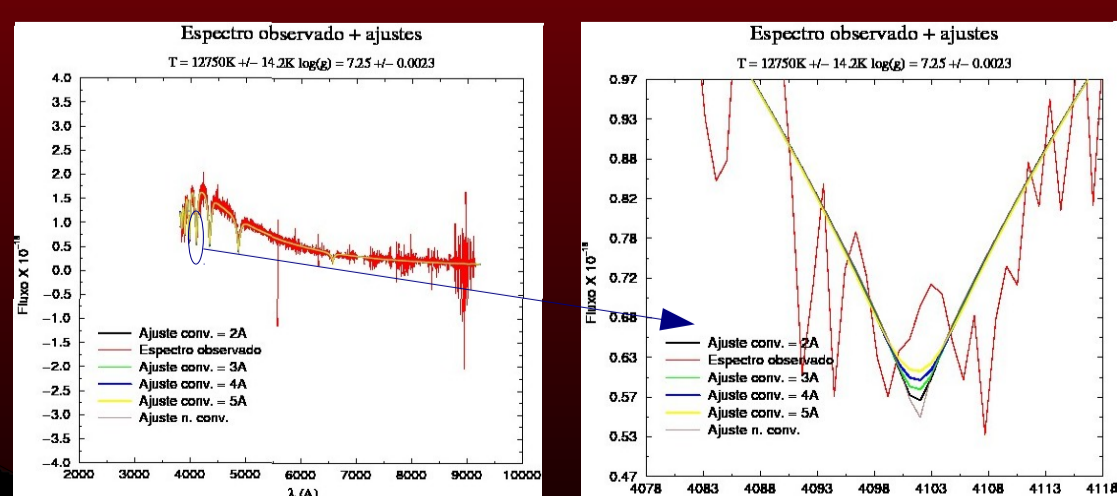 Espectro observado + ajustes
T = 12750K +/− 14.2K log(g) = 7.25 +/− 0.0023
4.0
3.5
3.0
2.5
2.0
1.5
1.0
0.5
0.0
−0.5
−1.0
−1.5
−2.0
−2.5
−3.0
−3.5
−4.0
Fluxo X 10⁻¹⁸
Ajuste conv. = 2A
Espectro observado
Ajuste conv. = 3A
Ajuste conv. = 4A
Ajuste conv. = 5A
Ajuste n. conv.
2000 3000 4000 5000 6000 7000 8000 9000 10000
λ (A)
Espectro observado + ajustes
T = 12750K +/− 14.2K log(g) = 7.25 +/− 0.0023
0.97
0.93
0.88
0.82
0.78
0.72
0.68
0.63
0.57
0.53
0.47
Fluxo X 10⁻¹⁸
Ajuste conv. = 2A
Espectro observado
Ajuste conv. = 3A
Ajuste conv. = 4A
Ajuste conv. = 5A
Ajuste n. conv.
4078 4083 4088 4093 4098 4103 4108 4113 4118